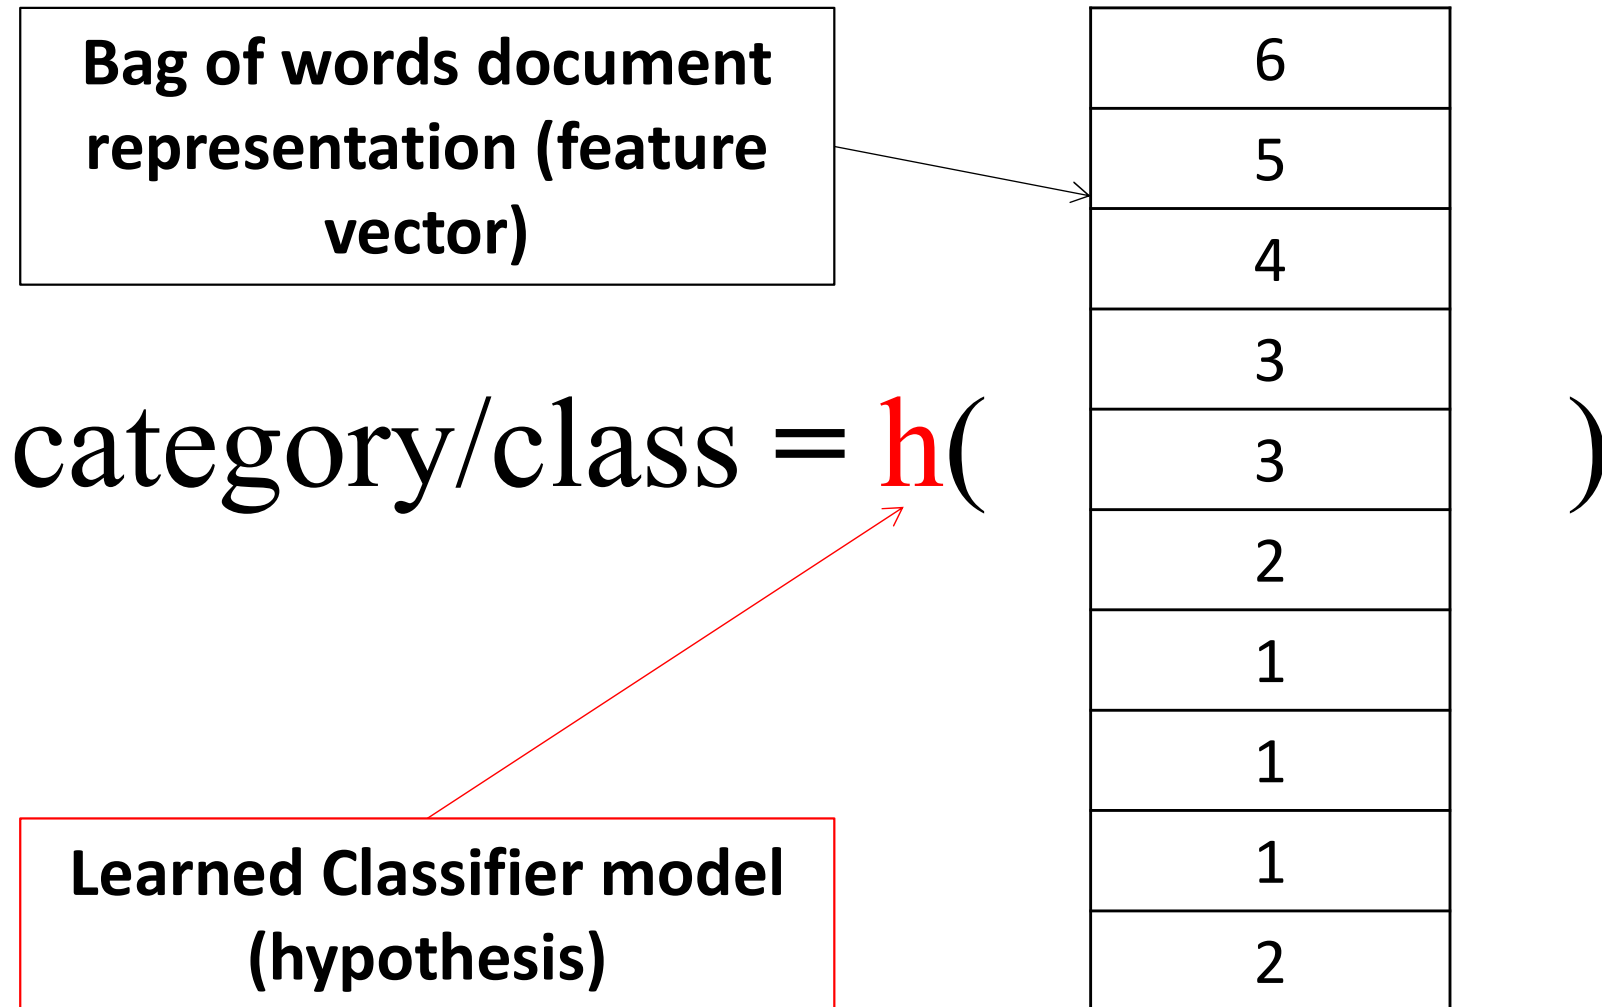 Bag of words document
representation (feature
vector)
category/class = h( )
Learned Classifier model
(hypothesis)
6
5
4
3
3
2
1
1
1
2